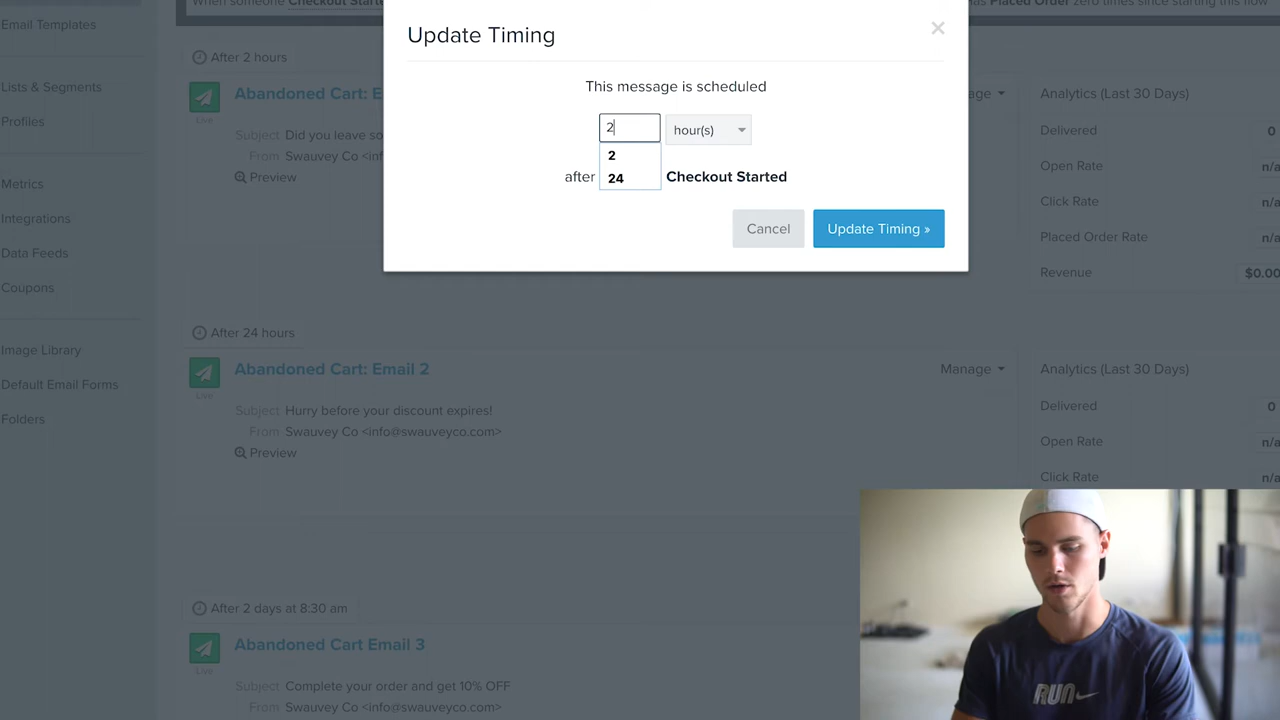 When someone Checkout Starte
as Placed Order zero times since starting this flow
Email Templates
Lists & Segments
Profiles
Metrics
Integrations
Data Feeds
Coupons
Image Library
Default Email Forms
Folders
After 2 hours
Abandoned Cart: E
Live
Subject Did you leave so
From Swauvey Co <inf
Preview
age
Analytics (Last 30 Days)
Delivered 0
Open Rate n/a
Click Rate n/a
Placed Order Rate n/a
Revenue $0.00
Update Timing
×
This message is scheduled
2 hour(s)
2
24
after Checkout Started
Cancel Update Timing »
After 24 hours
Abandoned Cart: Email 2
Live
Manage
Subject Hurry before your discount expires!
From Swauvey Co <info@swauveyco.com>
Preview
Analytics (Last 30 Days)
Delivered 0
Open Rate n/a
Click Rate n/a
After 2 days at 8:30 am
Abandoned Cart Email 3
Live
Subject Complete your order and get 10% OFF
From Swauvey Co <info@swauveyco.com>
RUN